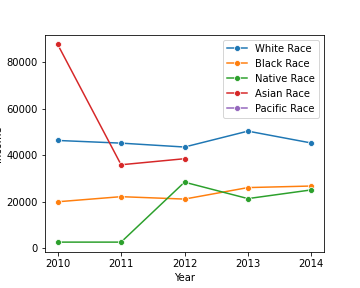 White Race
Black Race
Native Race
Asian Race
Pacific Race
80000
60000
40000
20000
0
2010 2011 2012 2013 2014
Year